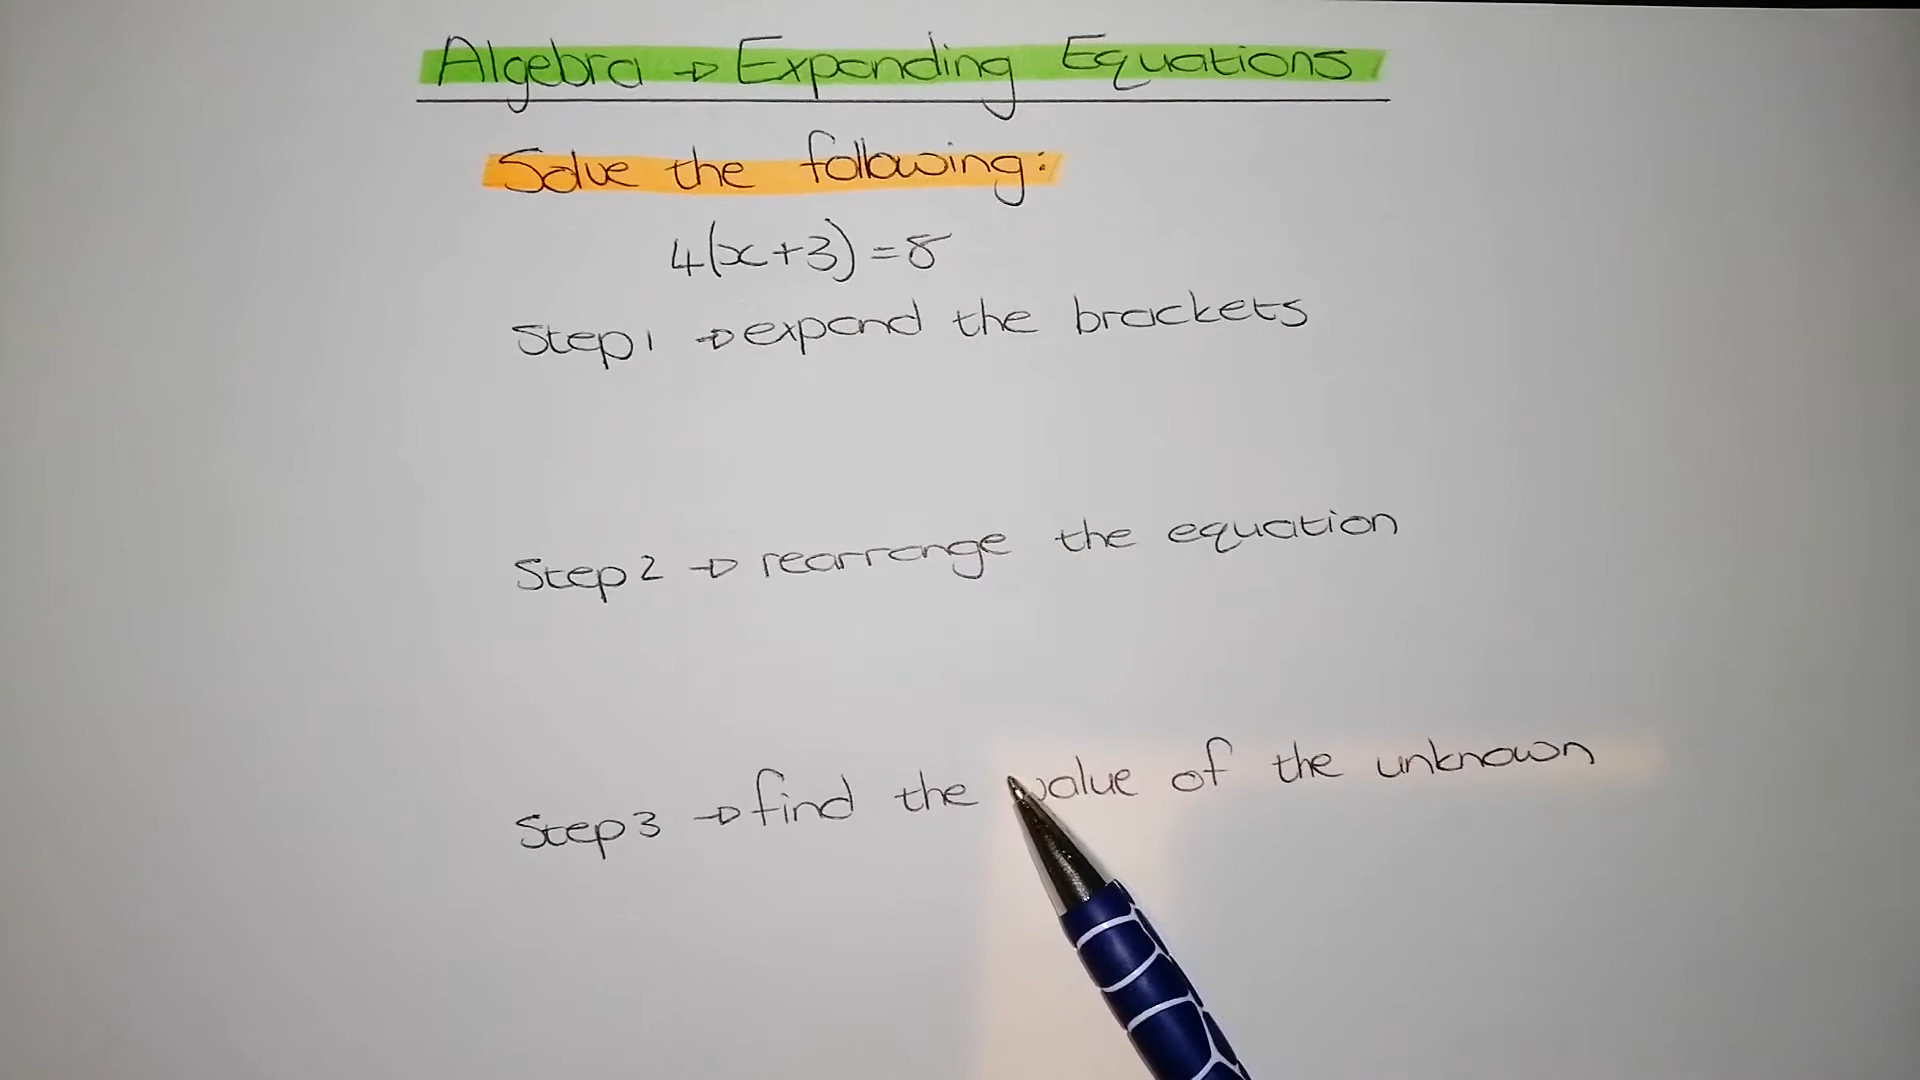 Algebra → Expanding Equations
Solve the following:
4(x+3)=8
Step 1 → expand the brackets
Step 2 → rearrange the equation
Step 3 → find the value of the unknown